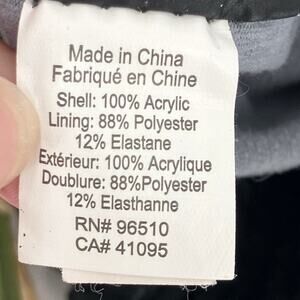 Made in China
Fabriqué en Chine
Shell: 100% Acrylic
Lining: 88% Polyester
12% Elastane
Extérieur: 100% Acrylique
Doublure: 88%Polyester
12% Elasthanne
RN# 96510
CA# 41095